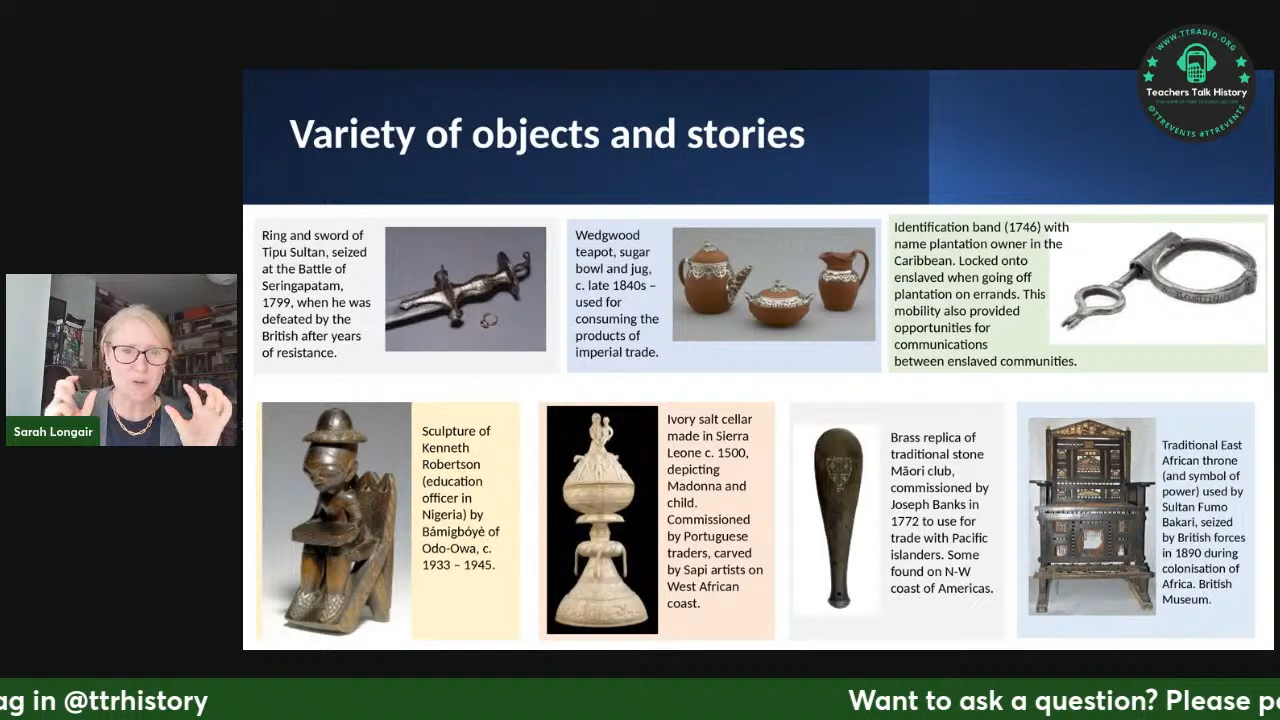 WWW.TTRADIO.ORG
Teachers Talk History
@TTREVENTS #TTREVENTS
Variety of objects and stories
Ring and sword of
Tipu Sultan, seized
at the Battle of
Seringapatam,
1799, when he was
defeated by the
British after years
of resistance.
Wedgwood
teapot, sugar
bowl and jug,
c. late 1840s –
used for
consuming the
products of
imperial trade.
Identification band (1746) with
name plantation owner in the
Caribbean. Locked onto
enslaved when going off
plantation on errands. This
mobility also provided
opportunities for
communications
between enslaved communities.
Sarah Longair
Sculpture of
Kenneth
Robertson
(education
officer in
Nigeria) by
Bámigbóyè of
Odo-Owa, c.
1933 – 1945.
Ivory salt cellar
made in Sierra
Leone c. 1500,
depicting
Madonna and
child.
Commissioned
by Portuguese
traders, carved
by Sapi artists on
West African
coast.
Brass replica of
traditional stone
Māori club,
commissioned by
Joseph Banks in
1772 to use for
trade with Pacific
islanders. Some
found on N-W
coast of Americas.
Traditional East
African throne
(and symbol of
power) used by
Sultan Fumo
Bakari, seized
by British forces
in 1890 during
colonisation of
Africa. British
Museum.
ag in @ttrhistory
Want to ask a question? Please p